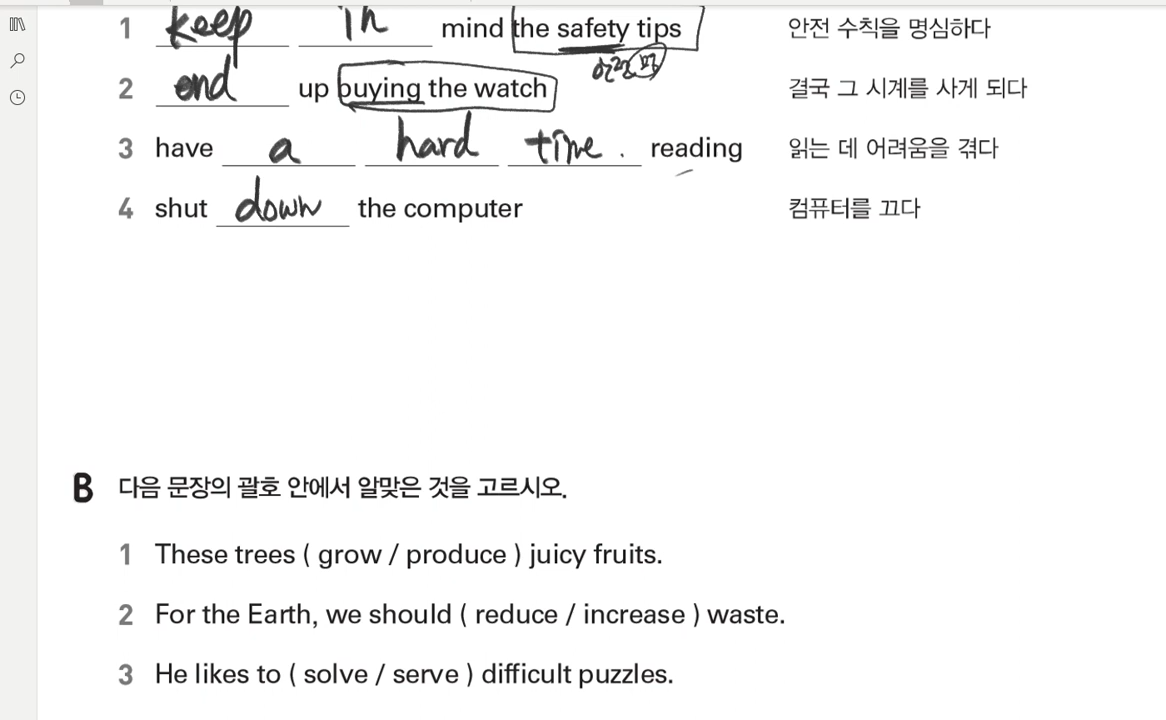 1 keep in mind the safety tips 안전 수칙을 명심하다
2 end up buying the watch 결국 그 시계를 사게 되다
3 have a hard time . reading 읽는 데 어려움을 겪다
4 shut down the computer 컴퓨터를 끄다
B 다음 문장의 괄호 안에서 알맞은 것을 고르시오.
1 These trees ( grow / produce ) juicy fruits.
2 For the Earth, we should ( reduce / increase ) waste.
3 He likes to ( solve / serve ) difficult puzzles.